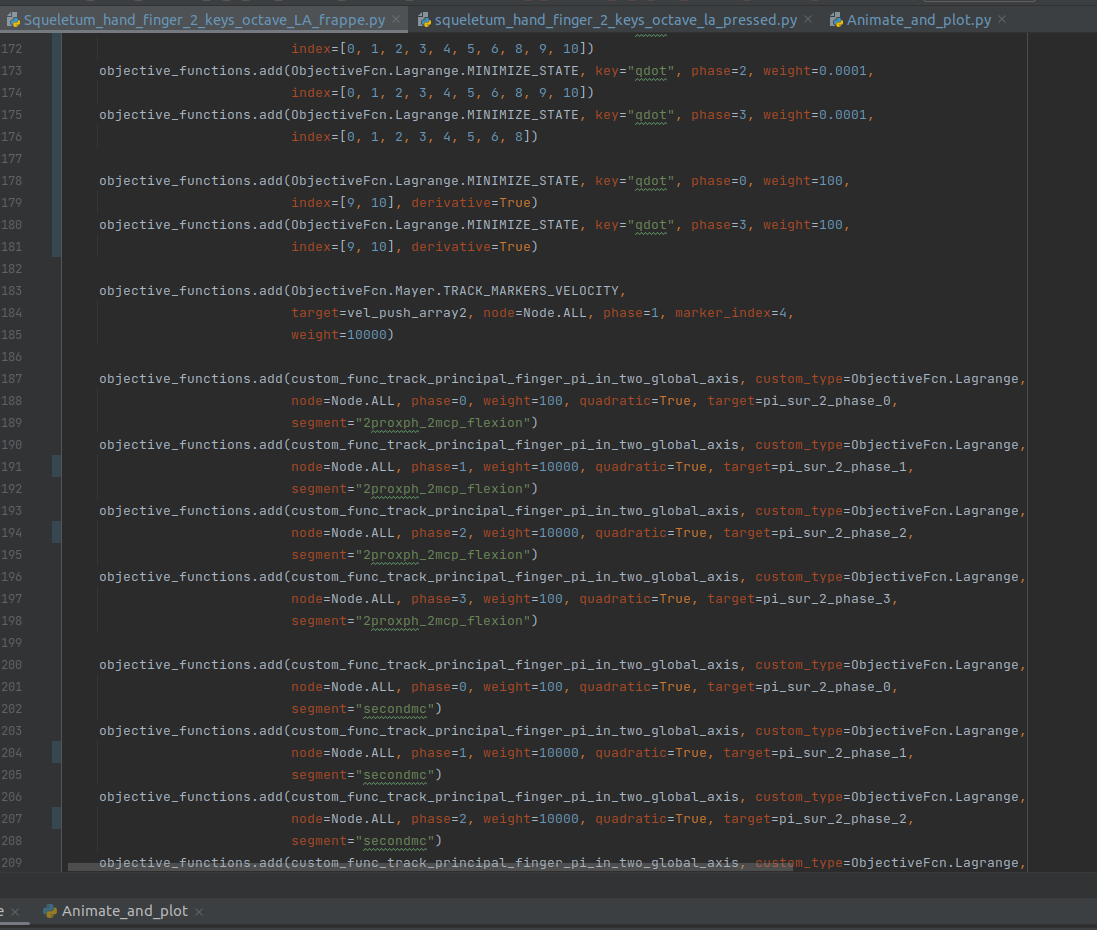 Squeletum_hand_finger_2_keys_octave_LA_frappe.py × squeletum_hand_finger_2_keys_octave_la_pressed.py × Animate_and_plot.py ×
172 index=[0, 1, 2, 3, 4, 5, 6, 8, 9, 10])
173 objective_functions.add(ObjectiveFcn.Lagrange.MINIMIZE_STATE, key="qdot", phase=2, weight=0.0001,
174 index=[0, 1, 2, 3, 4, 5, 6, 8, 9, 10])
175 objective_functions.add(ObjectiveFcn.Lagrange.MINIMIZE_STATE, key="qdot", phase=3, weight=0.0001,
176 index=[0, 1, 2, 3, 4, 5, 6, 8])
177
178 objective_functions.add(ObjectiveFcn.Lagrange.MINIMIZE_STATE, key="qdot", phase=0, weight=100,
179 index=[9, 10], derivative=True)
180 objective_functions.add(ObjectiveFcn.Lagrange.MINIMIZE_STATE, key="qdot", phase=3, weight=100,
181 index=[9, 10], derivative=True)
182
183 objective_functions.add(ObjectiveFcn.Mayer.TRACK_MARKERS_VELOCITY,
184 target=vel_push_array2, node=Node.ALL, phase=1, marker_index=4,
185 weight=10000)
186
187 objective_functions.add(custom_func_track_principal_finger_pi_in_two_global_axis, custom_type=ObjectiveFcn.Lagrange,
188 node=Node.ALL, phase=0, weight=100, quadratic=True, target=pi_sur_2_phase_0,
189 segment="2proxph_2mcp_flexion")
190 objective_functions.add(custom_func_track_principal_finger_pi_in_two_global_axis, custom_type=ObjectiveFcn.Lagrange,
191 node=Node.ALL, phase=1, weight=10000, quadratic=True, target=pi_sur_2_phase_1,
192 segment="2proxph_2mcp_flexion")
193 objective_functions.add(custom_func_track_principal_finger_pi_in_two_global_axis, custom_type=ObjectiveFcn.Lagrange,
194 node=Node.ALL, phase=2, weight=10000, quadratic=True, target=pi_sur_2_phase_2,
195 segment="2proxph_2mcp_flexion")
196 objective_functions.add(custom_func_track_principal_finger_pi_in_two_global_axis, custom_type=ObjectiveFcn.Lagrange,
197 node=Node.ALL, phase=3, weight=100, quadratic=True, target=pi_sur_2_phase_3,
198 segment="2proxph_2mcp_flexion")
199
200 objective_functions.add(custom_func_track_principal_finger_pi_in_two_global_axis, custom_type=ObjectiveFcn.Lagrange,
201 node=Node.ALL, phase=0, weight=100, quadratic=True, target=pi_sur_2_phase_0,
202 segment="secondmc")
203 objective_functions.add(custom_func_track_principal_finger_pi_in_two_global_axis, custom_type=ObjectiveFcn.Lagrange,
204 node=Node.ALL, phase=1, weight=10000, quadratic=True, target=pi_sur_2_phase_1,
205 segment="secondmc")
206 objective_functions.add(custom_func_track_principal_finger_pi_in_two_global_axis, custom_type=ObjectiveFcn.Lagrange,
207 node=Node.ALL, phase=2, weight=10000, quadratic=True, target=pi_sur_2_phase_2,
208 segment="secondmc")
209 objective_functions.add(custom_func_track_principal_finger_pi_in_two_global_axis, custom_type=ObjectiveFcn.Lagrange,
e × Animate_and_plot ×